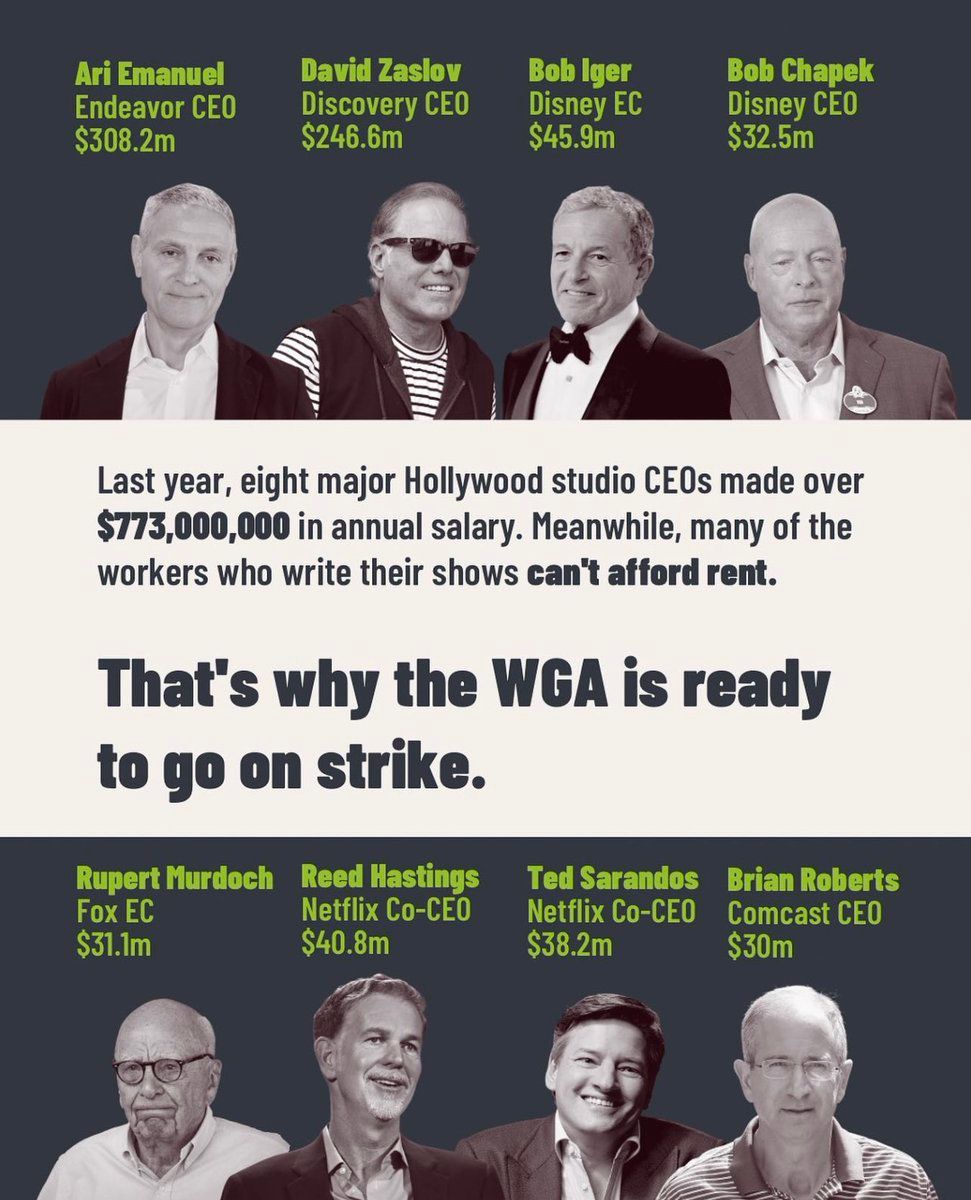 Ari Emanuel
Endeavor CEO
$308.2m
David Zaslov
Discovery CEO
$246.6m
Bob Iger
Disney EC
$45.9m
Bob Chapek
Disney CEO
$32.5m
Last year, eight major Hollywood studio CEOs made over
$773,000,000 in annual salary. Meanwhile, many of the
workers who write their shows can't afford rent.
That's why the WGA is ready
to go on strike.
Rupert Murdoch
Fox EC
$31.1m
Reed Hastings
Netflix Co-CEO
$40.8m
Ted Sarandos
Netflix Co-CEO
$38.2m
Brian Roberts
Comcast CEO
$30m